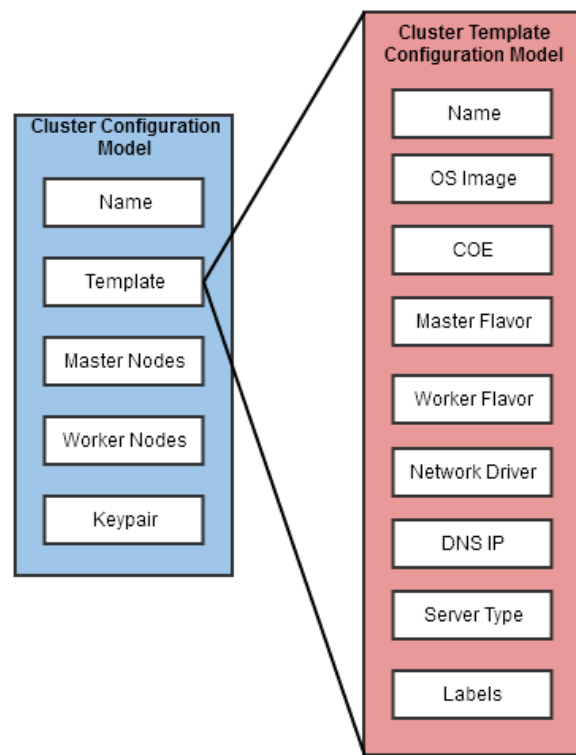 Cluster Configuration
Model
Name
Template
Master Nodes
Worker Nodes
Keypair
Cluster Template
Configuration Model
Name
OS Image
COE
Master Flavor
Worker Flavor
Network Driver
DNS IP
Server Type
Labels